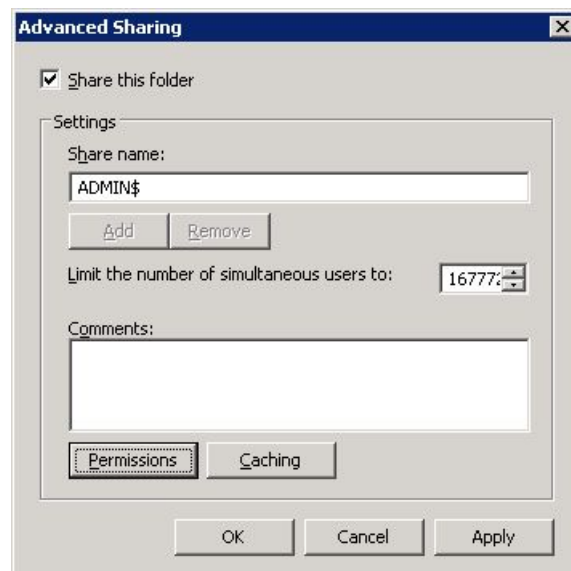 Advanced Sharing
Share this folder
Settings
Share name:
ADMIN$
Add Remove
Limit the number of simultaneous users to: 167772
Comments:
Permissions Caching
OK Cancel Apply